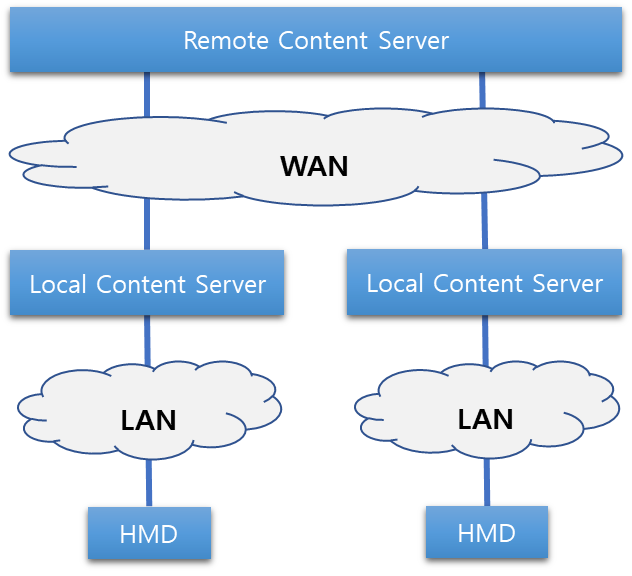 Remote Content Server
WAN
Local Content Server
Local Content Server
LAN
LAN
HMD
HMD